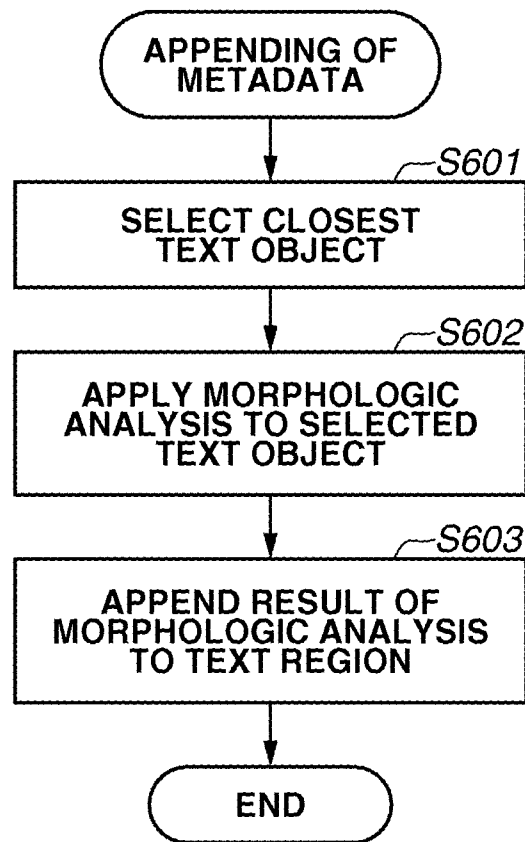 APPENDING OF
METADATA
S601
SELECT CLOSEST
TEXT OBJECT
S602
APPLY MORPHOLOGIC
ANALYSIS TO SELECTED
TEXT OBJECT
S603
APPEND RESULT OF
MORPHOLOGIC ANALYSIS
TO TEXT REGION
END